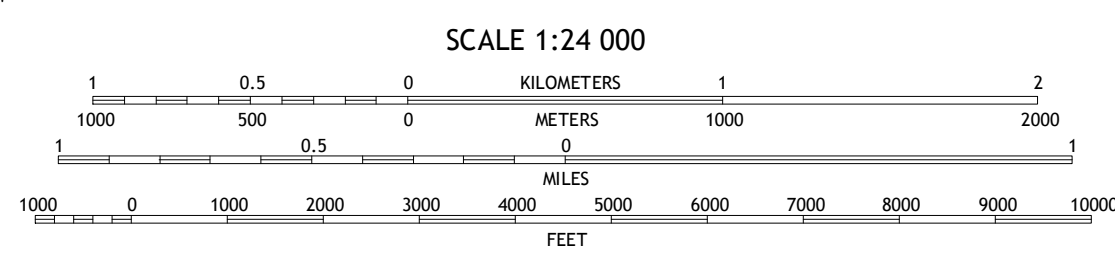 SCALE 1:24 000
1 0.5 0 KILOMETERS 1 2
1000 500 0 METERS 1000 2000
1 0.5 0 1
MILES
1000 0 1000 2000 3000 4000 5000 6000 7000 8000 9000 10000
FEET